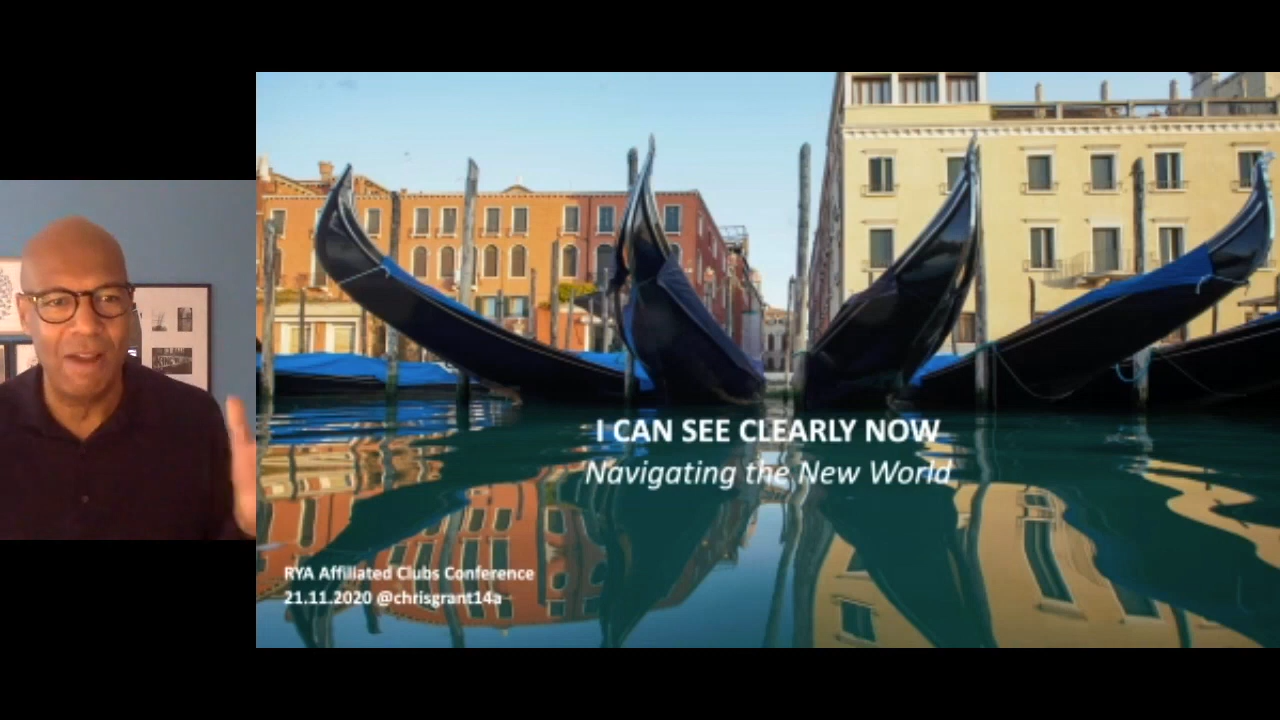 I CAN SEE CLEARLY NOW
Navigating the New World
RYA Affiliated Clubs Conference
21.11.2020 @chrisgrant14a